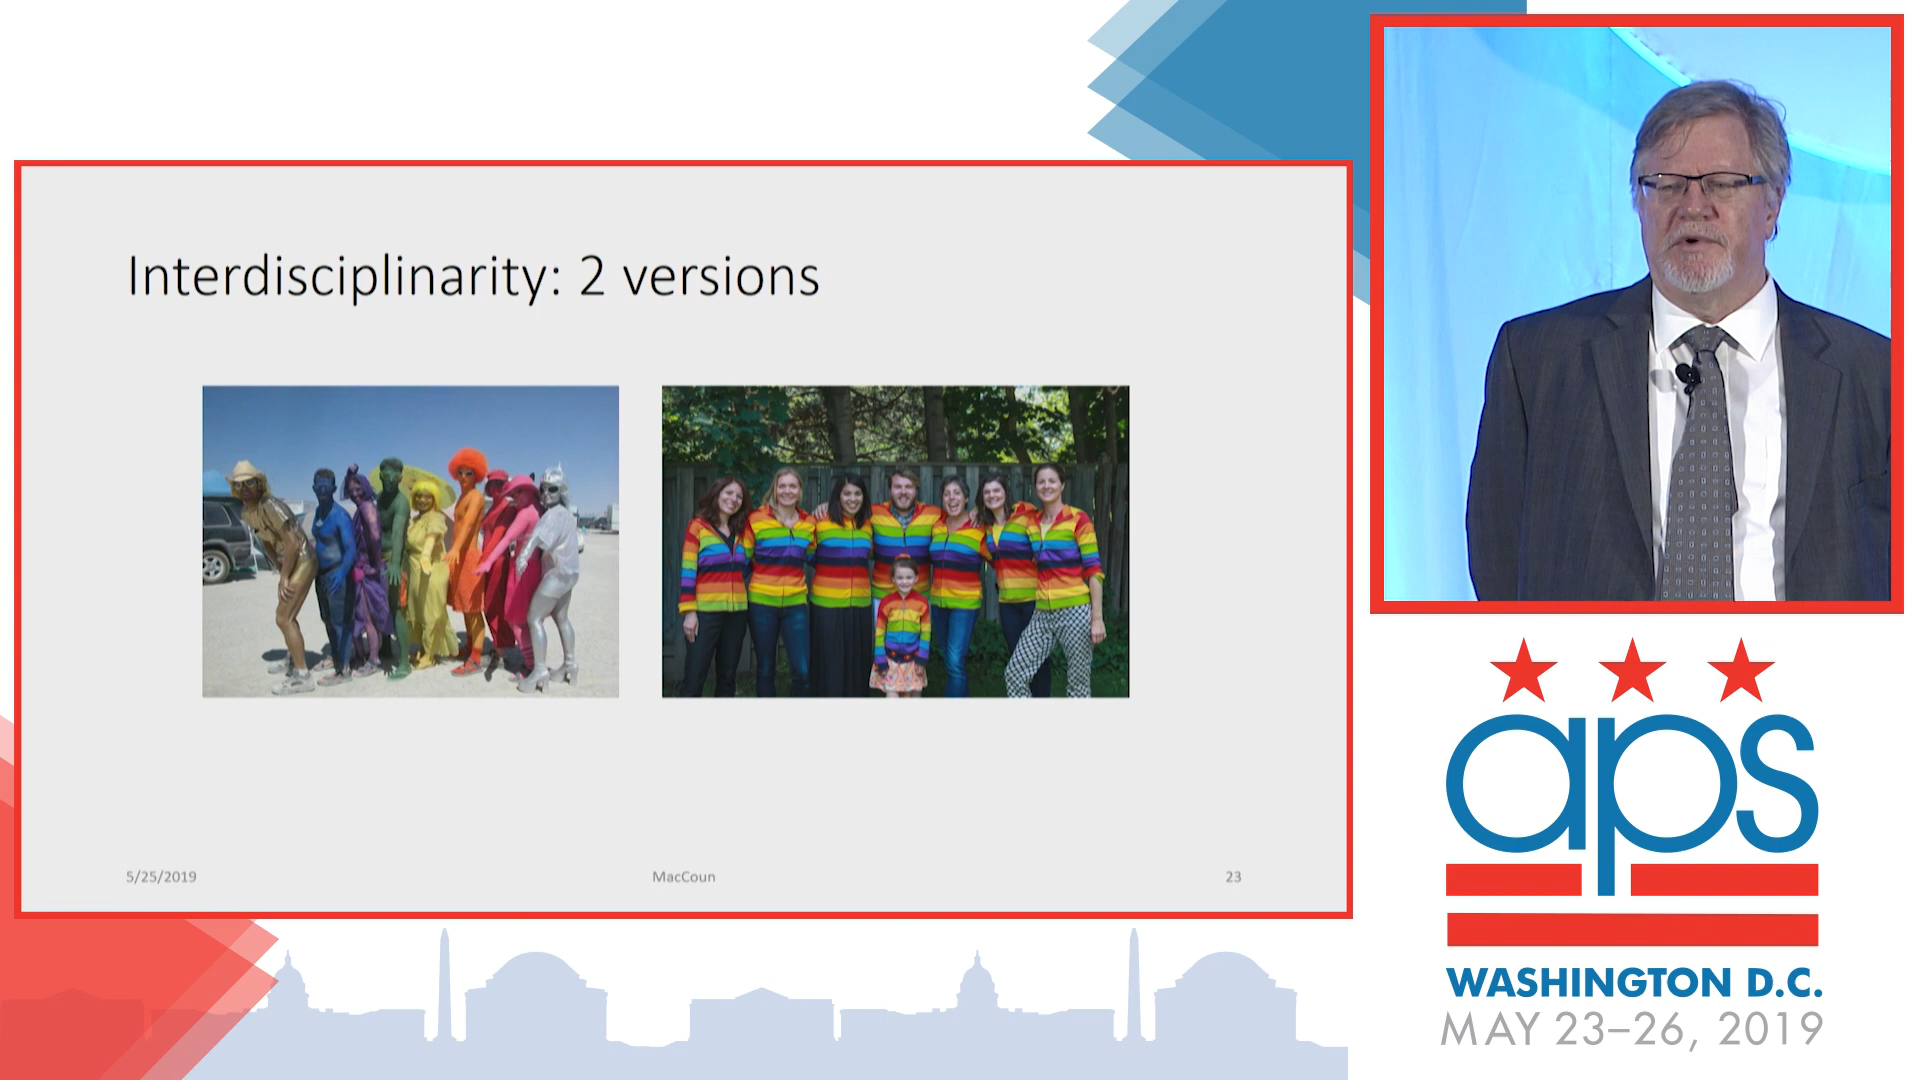 Interdisciplinarity: 2 versions
5/25/2019
MacCoun
23
aps
WASHINGTON D.C.
MAY 23–26, 2019